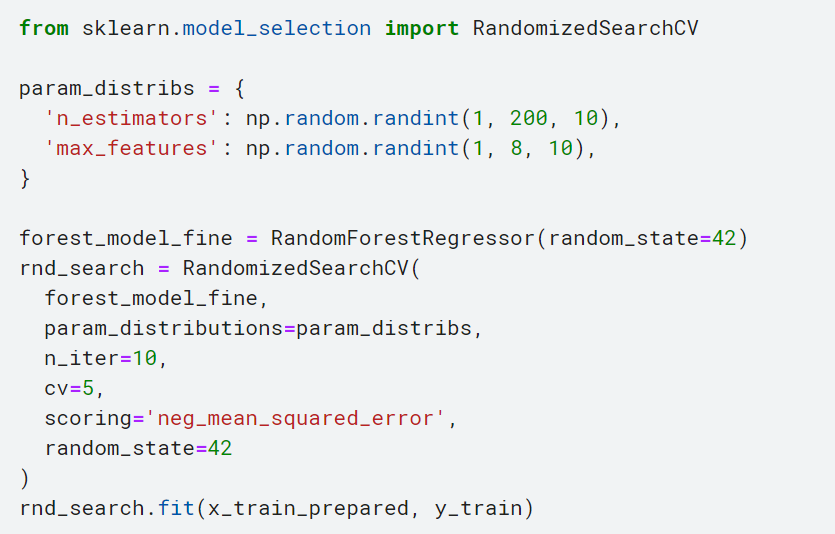 from sklearn.model_selection import RandomizedSearchCV

param_distribs = {
  'n_estimators': np.random.randint(1, 200, 10),
  'max_features': np.random.randint(1, 8, 10),
}

forest_model_fine = RandomForestRegressor(random_state=42)
rnd_search = RandomizedSearchCV(
  forest_model_fine,
  param_distributions=param_distribs,
  n_iter=10,
  cv=5,
  scoring='neg_mean_squared_error',
  random_state=42
)
rnd_search.fit(x_train_prepared, y_train)